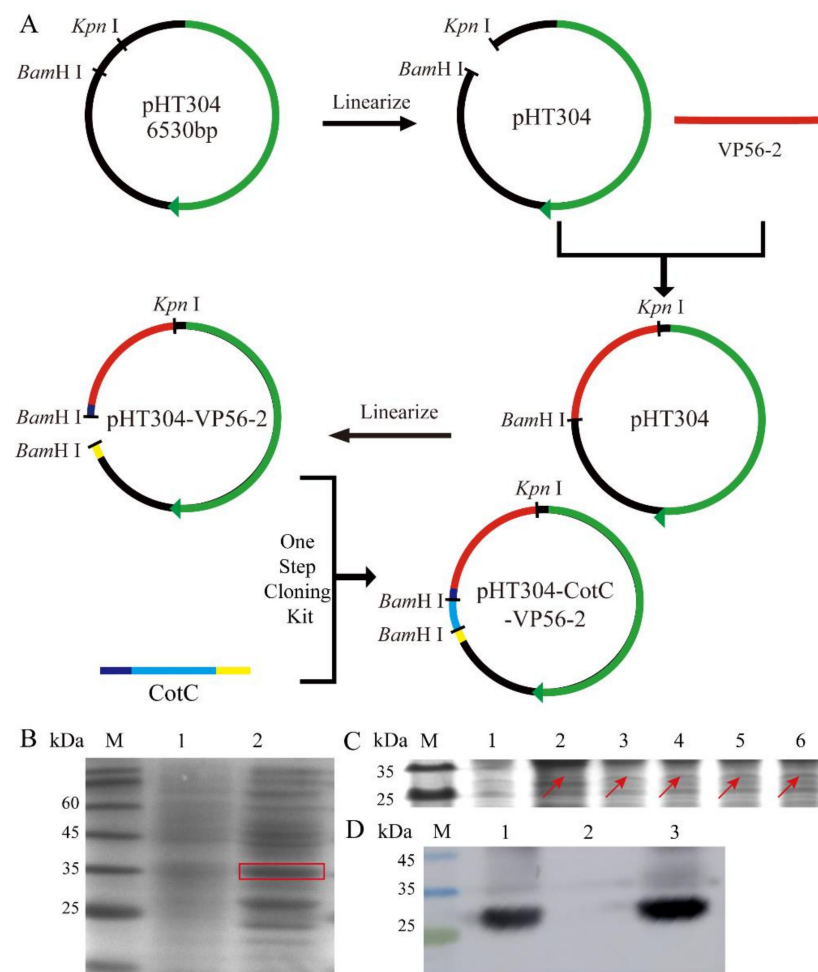 A
Kpn I
BamH I
pHT304
6530bp
Linearize
Kpn I
BamH I
pHT304
VP56-2
Kpn I
BamH I
pHT304-VP56-2
BamH I
Linearize
Kpn I
BamH I
pHT304
One
Step
Cloning
Kit
Kpn I
BamH I
pHT304-CotC
-VP56-2
BamH I
CotC
B kDa M 1 2
60
45
35
25
C kDa M 1 2 3 4 5 6
35
25
D kDa M 1 2 3
45
35
25